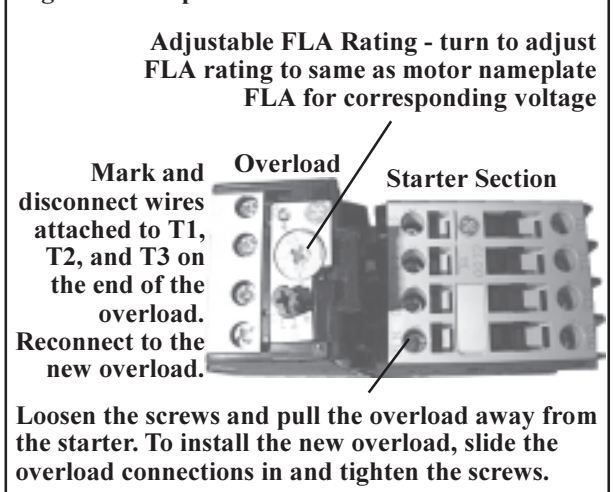 Adjustable FLA Rating - turn to adjust
FLA rating to same as motor nameplate
FLA for corresponding voltage
Overload
Starter Section
Mark and
disconnect wires
attached to T1,
T2, and T3 on
the end of the
overload.
Reconnect to the
new overload.
Loosen the screws and pull the overload away from
the starter. To install the new overload, slide the
overload connections in and tighten the screws.